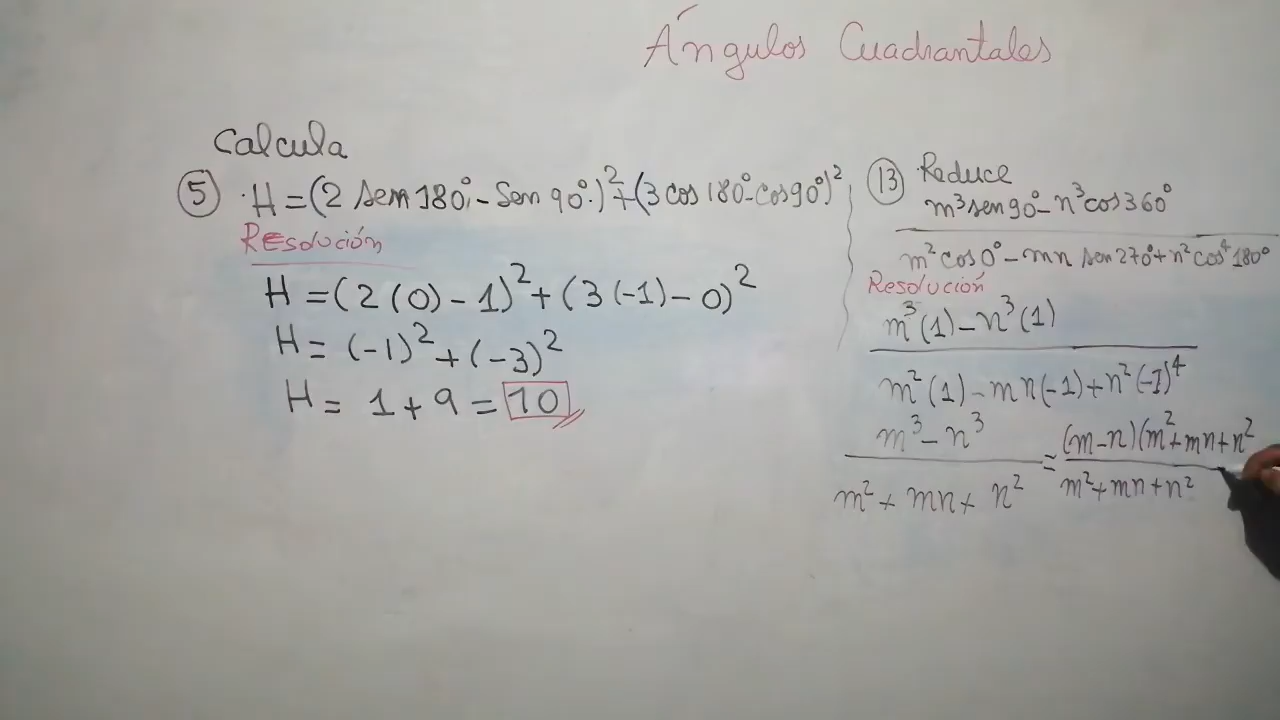 Ángulos Cuadrantales
Calcula
5 H = (2 sen 180° - Sen 90°)² + (3 cos 180° - cos 90°)²
Resolución
H = (2 (0) - 1)² + (3 (-1) - 0)²
H = (-1)² + (-3)²
H = 1 + 9 = 10
13 Reduce
m³ sen 90° - n³ cos 360°
m² cos 0° - mn sen 270° + n² cos⁴ 180°
Resolución
m³ (1) - n³ (1)
m² (1) - mn (-1) + n² (-1)⁴
m³ - n³ = (m - n) (m² + mn + n²
m² + mn + n² m² + mn + n²